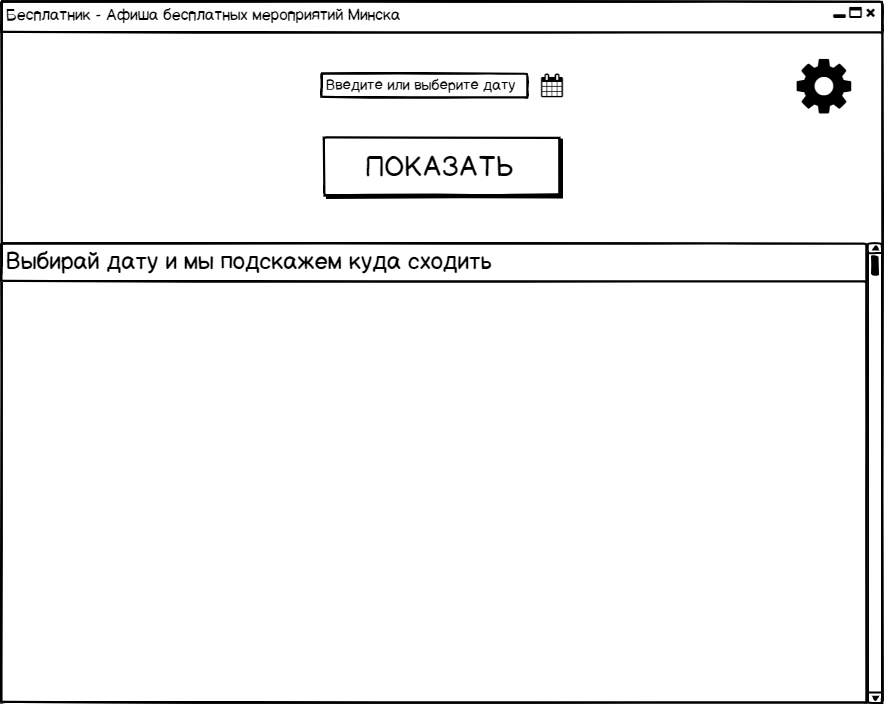 Бесплатник - Афиша бесплатных мероприятий Минска
Введите или выберите дату
ПОКАЗАТЬ
Выбирай дату и мы подскажем куда сходить